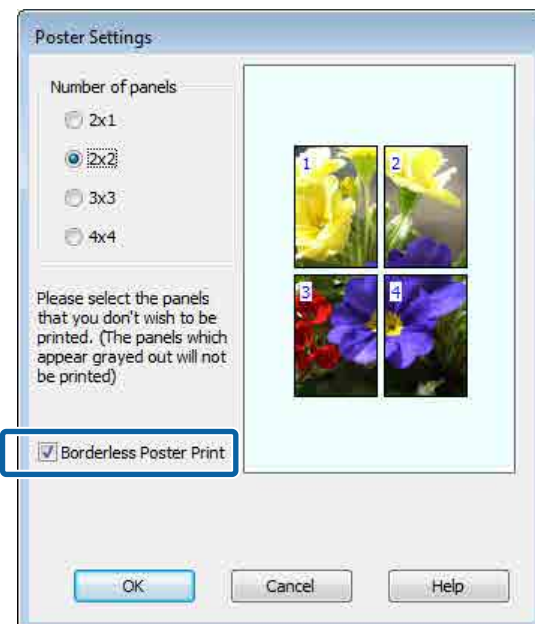 Poster Settings
Number of panels
2x1
2x2
3x3
4x4
Please select the panels
that you don't wish to be
printed. (The panels which
appear grayed out will not
be printed)
Borderless Poster Print
1
2
3
4
OK
Cancel
Help